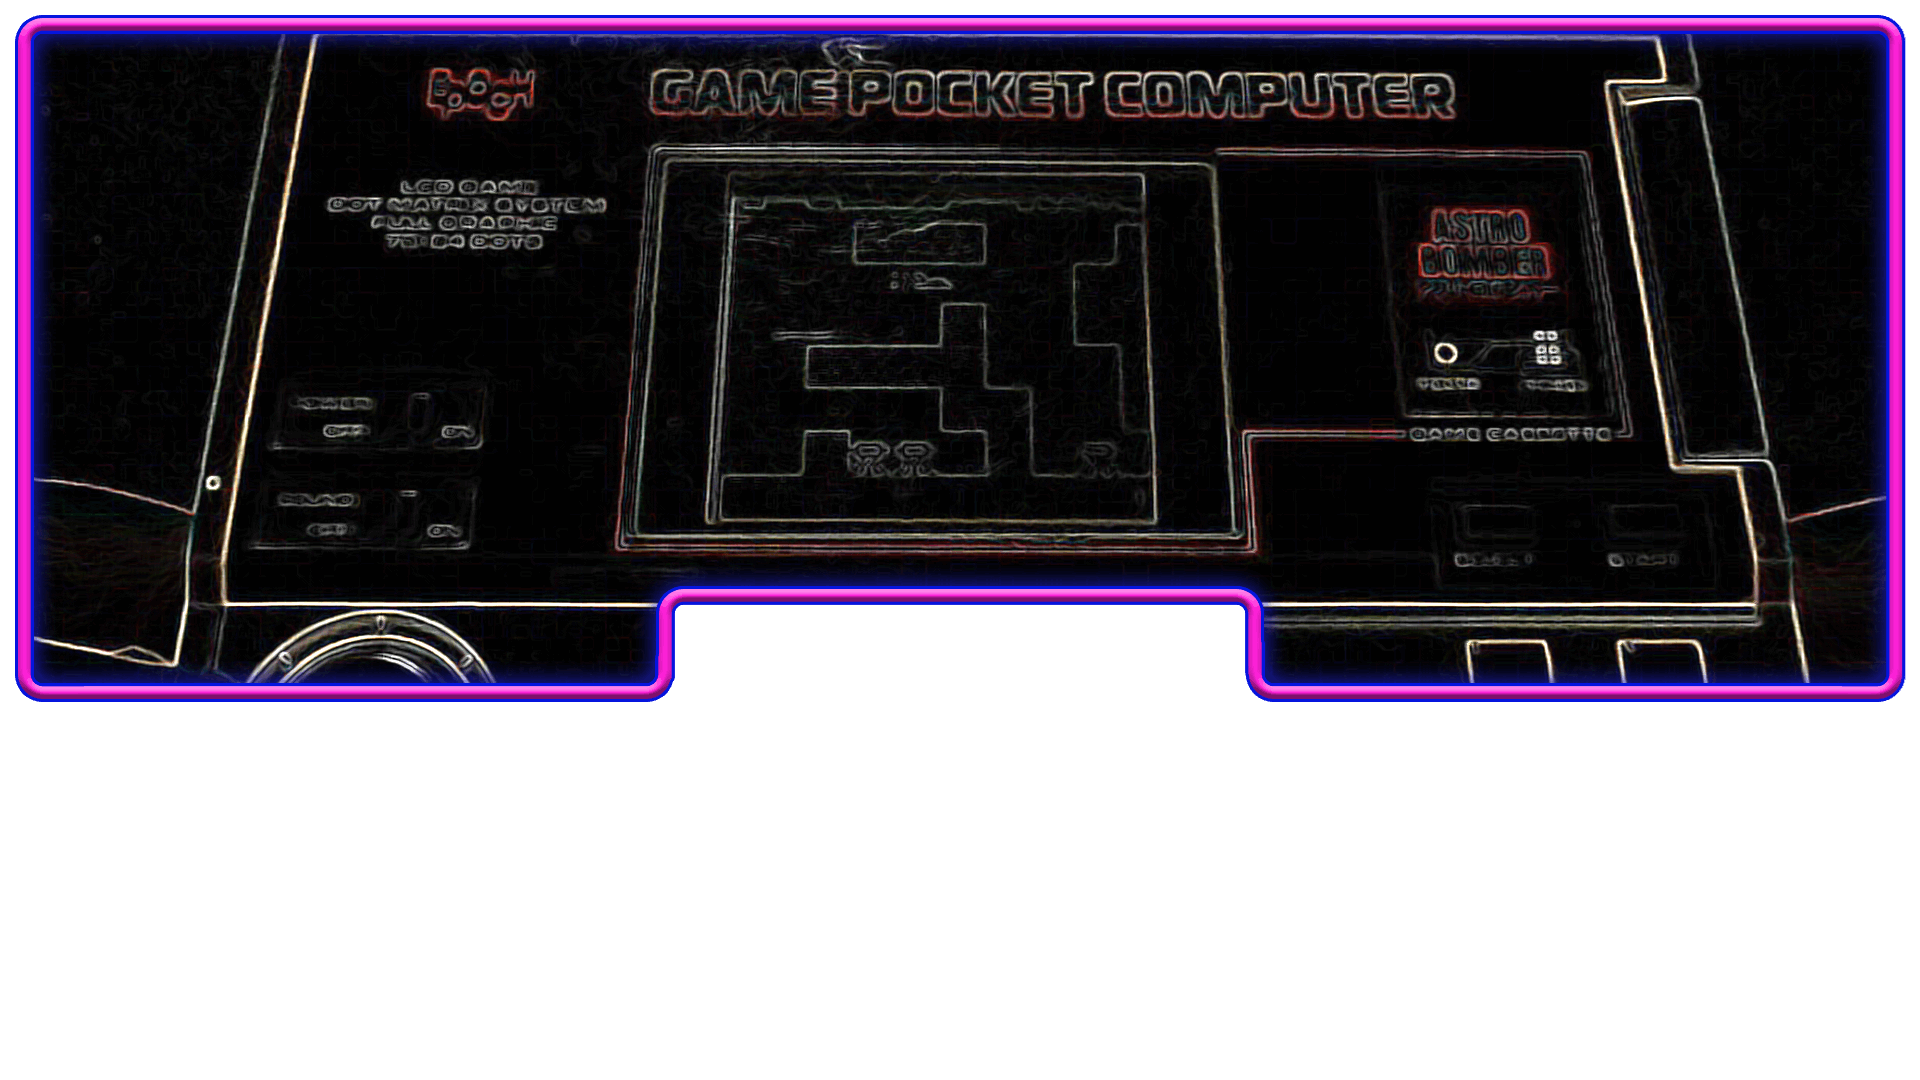 EPOCH
GAME POCKET COMPUTER
LCD GAME
DOT MATRIX SYSTEM
FULL GRAPHIC
75×64 DOTS
ASTRO
BOMBER
POWER
OFF ON
GAME CASSETTE
SOUND
OFF ON
SELECT START